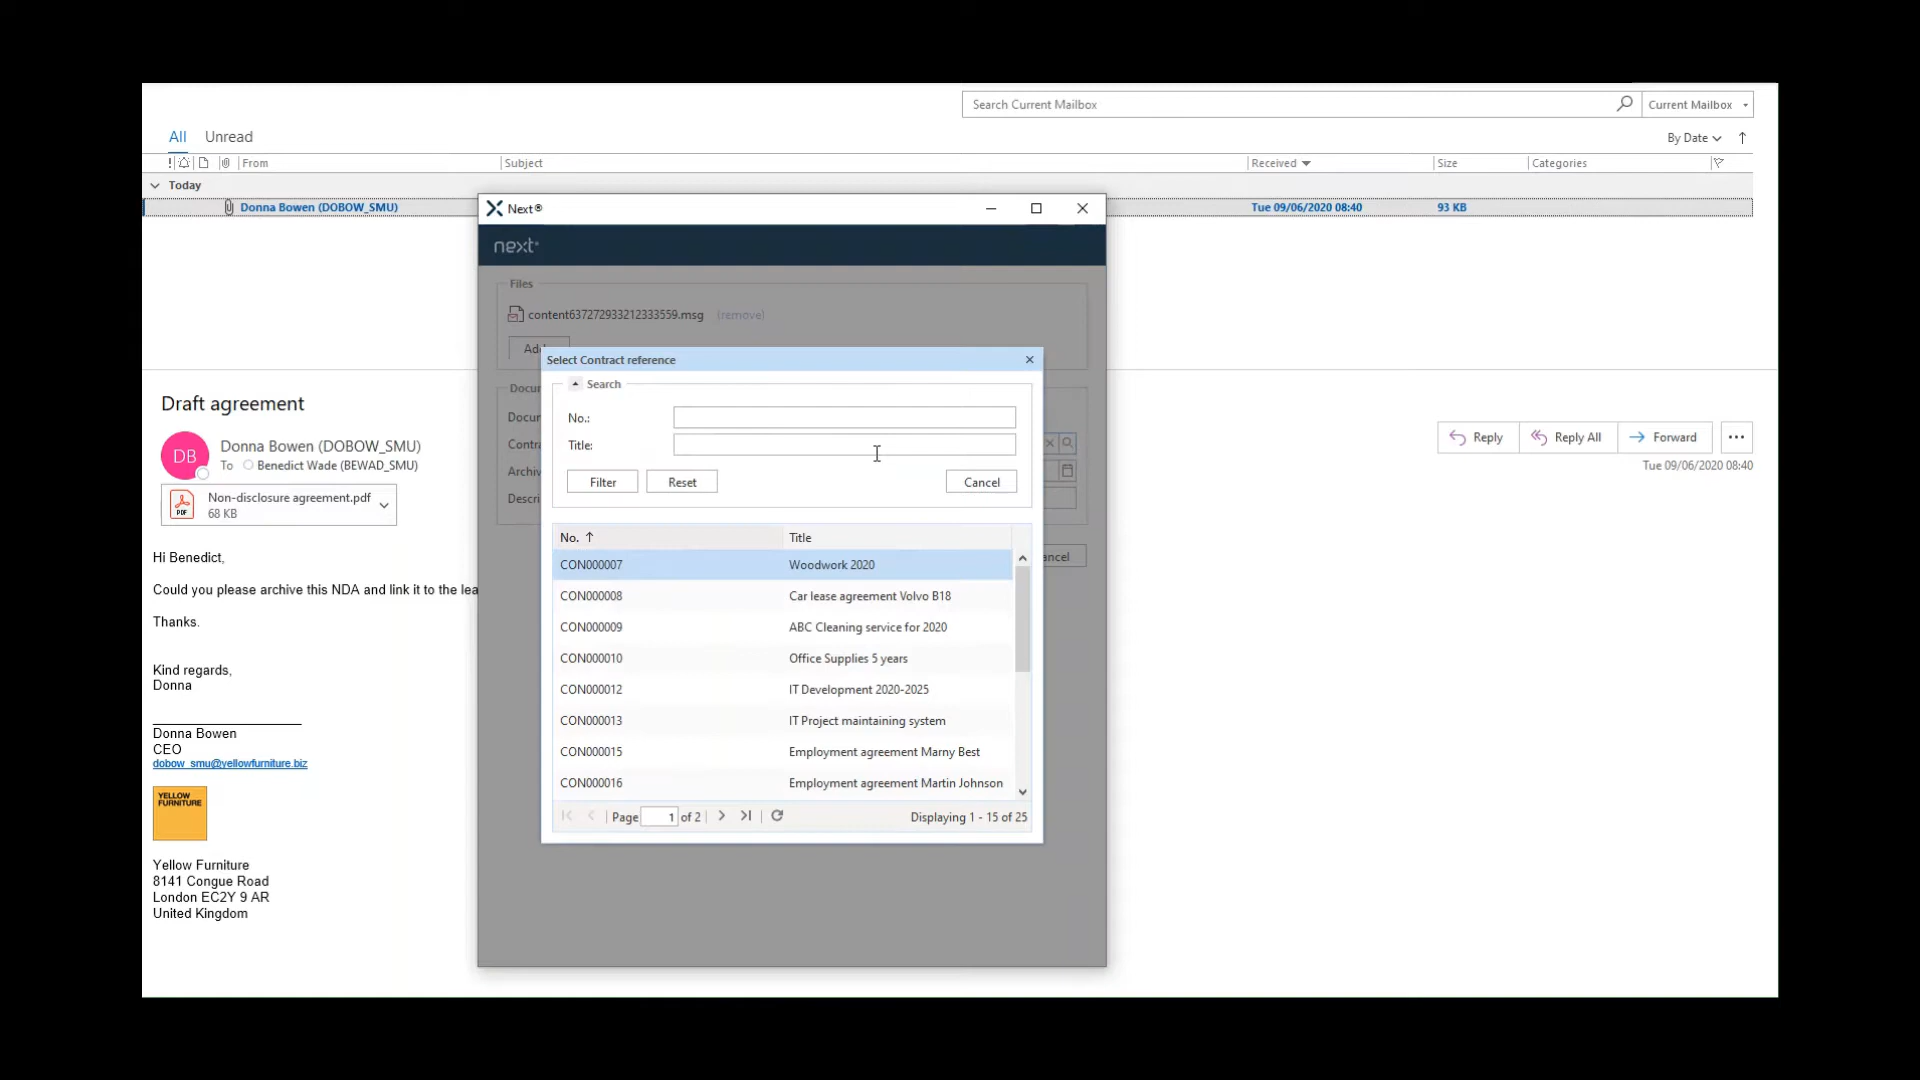 Search Current Mailbox
Current Mailbox
All Unread
By Date
! From Subject Received Size Categories
Today
Donna Bowen (DOBOW_SMU) Tue 09/06/2020 08:40 93 KB
Next®
next
Files
content637272933212333559.msg (remove)
Select Contract reference
Search
No.:
Title:
Filter Reset Cancel
No. Title
CON000007 Woodwork 2020
CON000008 Car lease agreement Volvo B18
CON000009 ABC Cleaning service for 2020
CON000010 Office Supplies 5 years
CON000012 IT Development 2020-2025
CON000013 IT Project maintaining system
CON000015 Employment agreement Marny Best
CON000016 Employment agreement Martin Johnson
Page 1 of 2 Displaying 1 - 15 of 25
Draft agreement
DB
Donna Bowen (DOBOW_SMU)
To Benedict Wade (BEWAD_SMU)
Reply Reply All Forward
Tue 09/06/2020 08:40
PDF
Non-disclosure agreement.pdf
68 KB
Hi Benedict,
Could you please archive this NDA and link it to the lea
Thanks.
Kind regards,
Donna
Donna Bowen
CEO
dobow_smu@yellowfurniture.biz
YELLOW
FURNITURE
Yellow Furniture
8141 Congue Road
London EC2Y 9 AR
United Kingdom